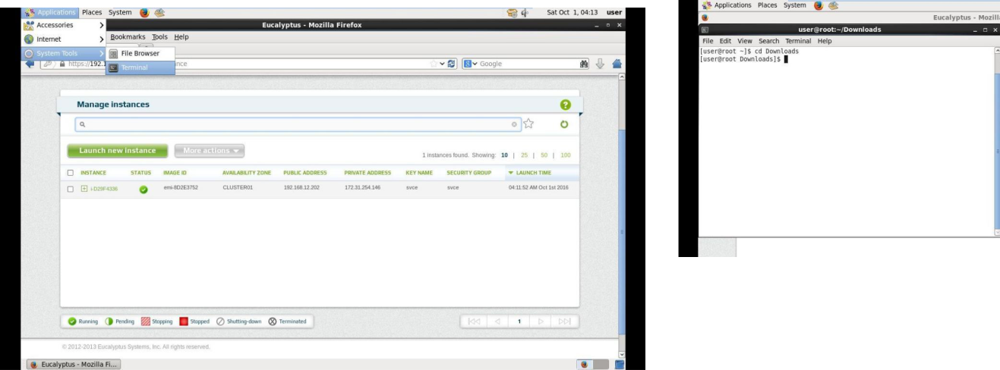 Applications Places System
Sat Oct 1, 04:13 user
Accessories
Eucalyptus - Mozilla Firefox
Internet
Bookmarks Tools Help
System Tools
File Browser
https://192.1
nce
Google
Terminal
Manage instances
Launch new instance
More actions
1 instances found. Showing: 10 | 25 | 50 | 100
INSTANCE STATUS IMAGE ID AVAILABILITY ZONE PUBLIC ADDRESS PRIVATE ADDRESS KEY NAME SECURITY GROUP LAUNCH TIME
i-D29F4336 emi-8D2E3752 CLUSTER01 192.168.12.202 172.31.254.146 svce svce 04:11:52 AM Oct 1st 2016
Running Pending Stopping Stopped Shutting-down Terminated
1
© 2012-2013 Eucalyptus Systems, Inc. All rights reserved.
Eucalyptus - Mozilla Fi...
Applications Places System
Eucalyptus - Mozilla
user@root:~/Downloads
File Edit View Search Terminal Help
[user@root ~]$ cd Downloads
[user@root Downloads]$